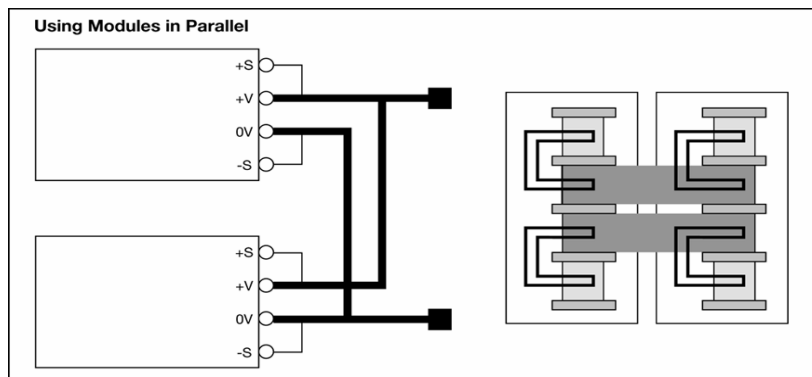 Using Modules in Parallel
+S
+V
0V
-S
+S
+V
0V
-S